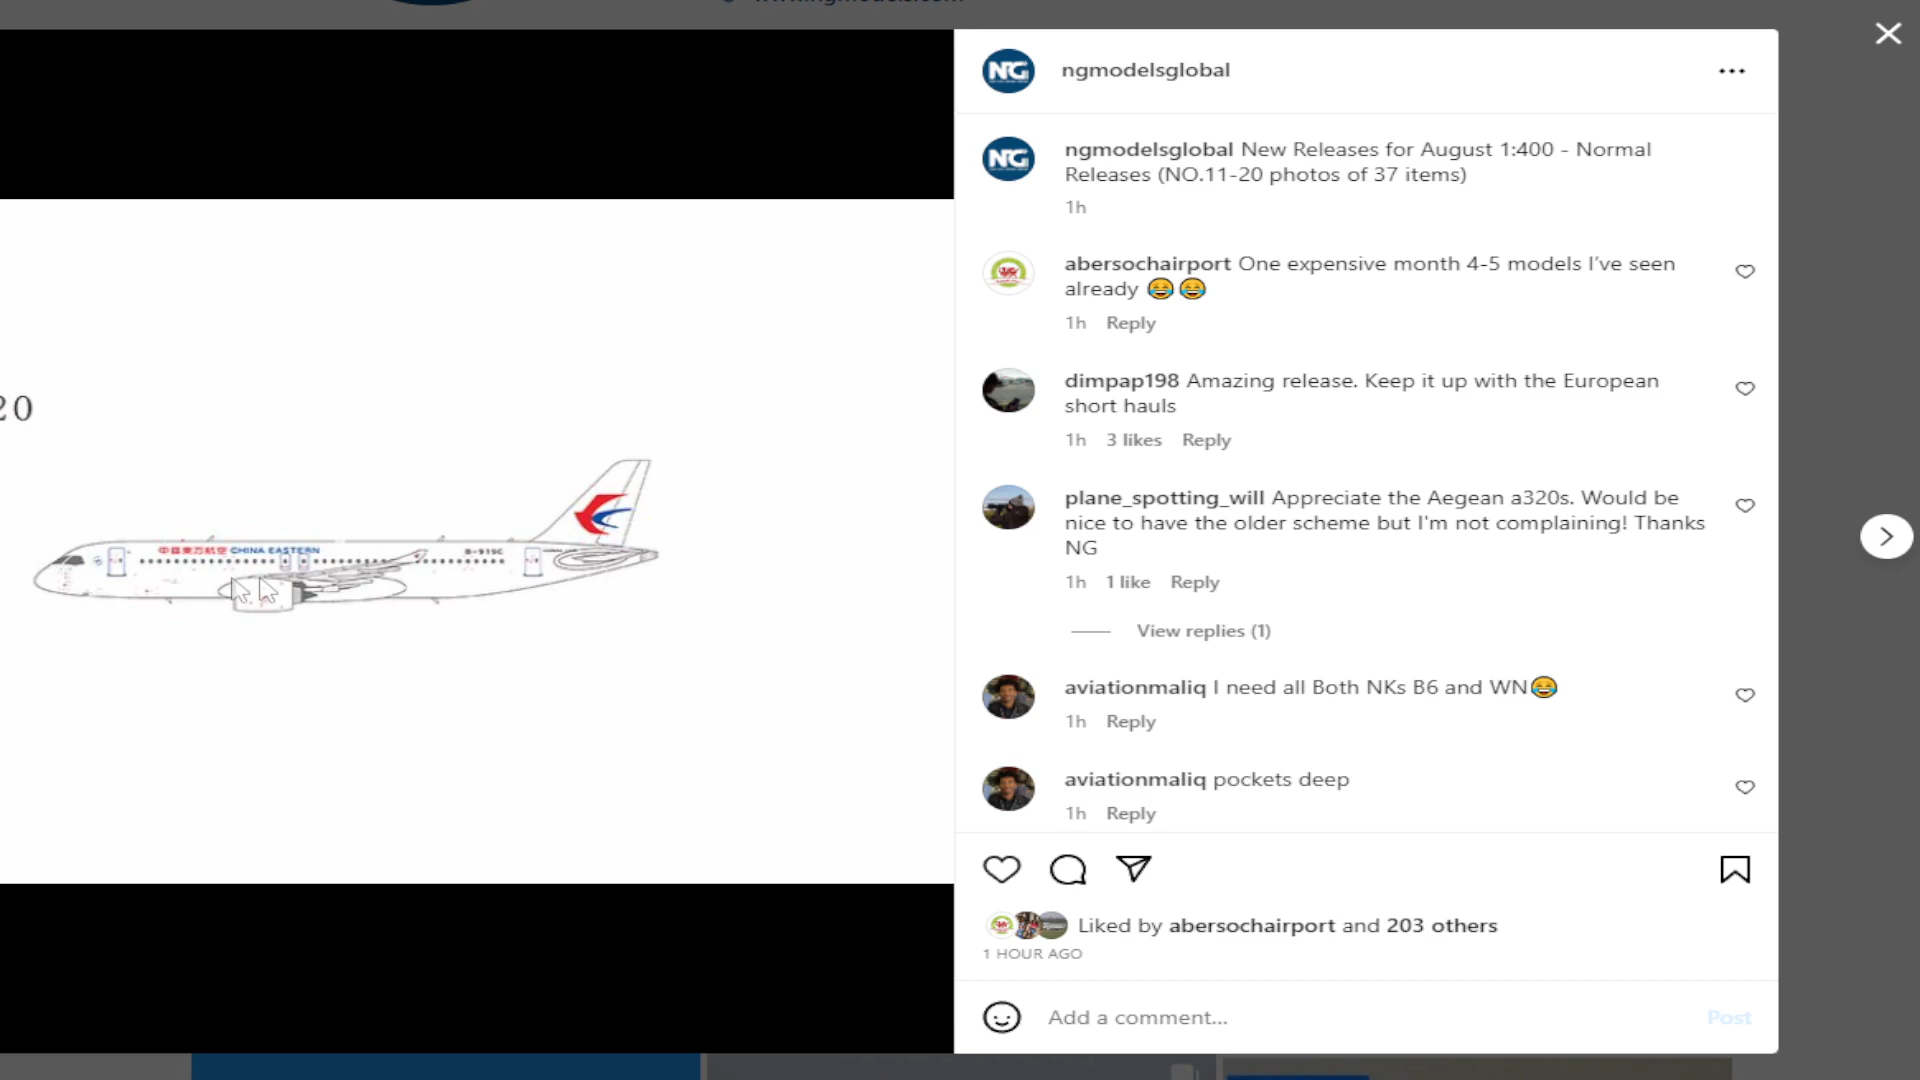 ngmodelsglobal
ngmodelsglobal New Releases for August 1:400 - Normal
Releases (NO.11-20 photos of 37 items)
1h
abersochairport One expensive month 4-5 models I've seen
already 😂😂
1h Reply
dimpap198 Amazing release. Keep it up with the European
short hauls
1h 3 likes Reply
plane_spotting_will Appreciate the Aegean a320s. Would be
nice to have the older scheme but I'm not complaining! Thanks
NG
1h 1 like Reply
View replies (1)
aviationmaliq I need all Both NKs B6 and WN😂
1h Reply
aviationmaliq pockets deep
1h Reply
Liked by abersochairport and 203 others
1 HOUR AGO
Add a comment...
Post
20
中國東方航空 CHINA EASTERN
B-919C
NG
NG